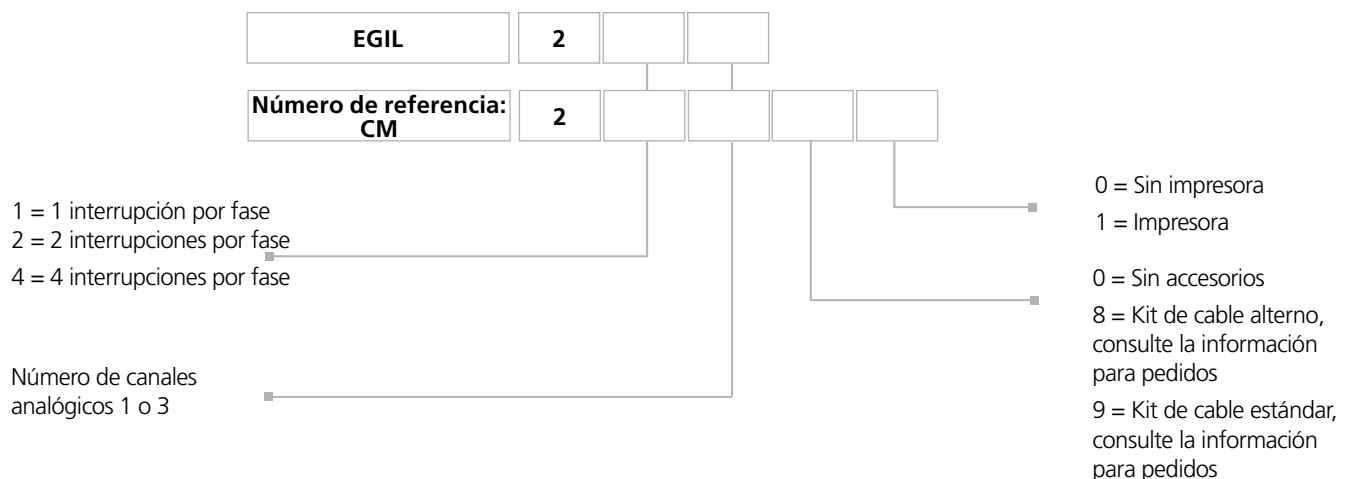 EGIL 2
Número de referencia:
CM 2
1 = 1 interrupción por fase
2 = 2 interrupciones por fase
4 = 4 interrupciones por fase
Número de canales
analógicos 1 o 3
0 = Sin impresora
1 = Impresora
0 = Sin accesorios
8 = Kit de cable alterno,
consulte la información
para pedidos
9 = Kit de cable estándar,
consulte la información
para pedidos